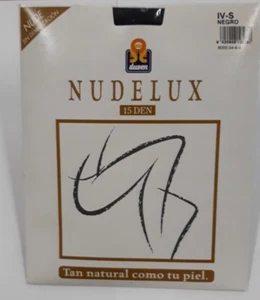 IV-S
NEGRO
NUDELUX
15 DEN
Tan natural como tu piel.